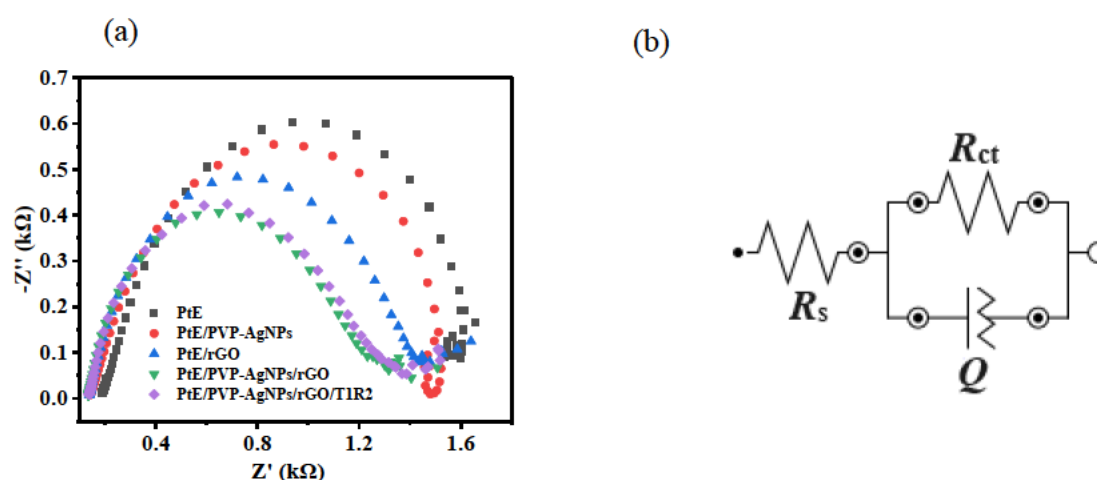 (a)
(b)
0.7
0.6
0.5
0.4
0.3
0.2
0.1
0.0
-Z'' (kΩ)
PtE
PtE/PVP-AgNPs
PtE/rGO
PtE/PVP-AgNPs/rGO
PtE/PVP-AgNPs/rGO/T1R2
0.4 0.8 1.2 1.6
Z' (kΩ)
Rct
Rs
Q